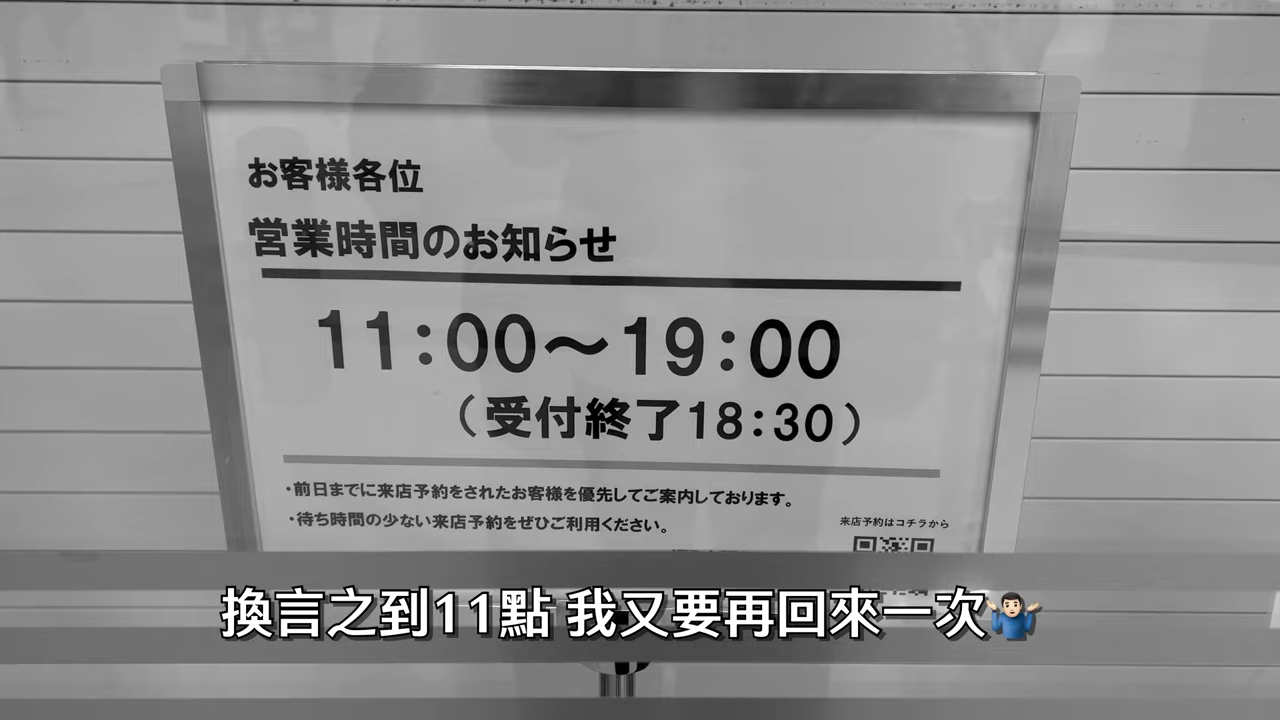 お客様各位
営業時間のお知らせ
11:00～19:00
（受付終了18:30）
・前日までに来店予約をされたお客様を優先してご案内しております。
・待ち時間の少ない来店予約をぜひご利用ください。
来店予約はコチラから
換言之到11點 我又要再回來一次🤷🏻‍♂️